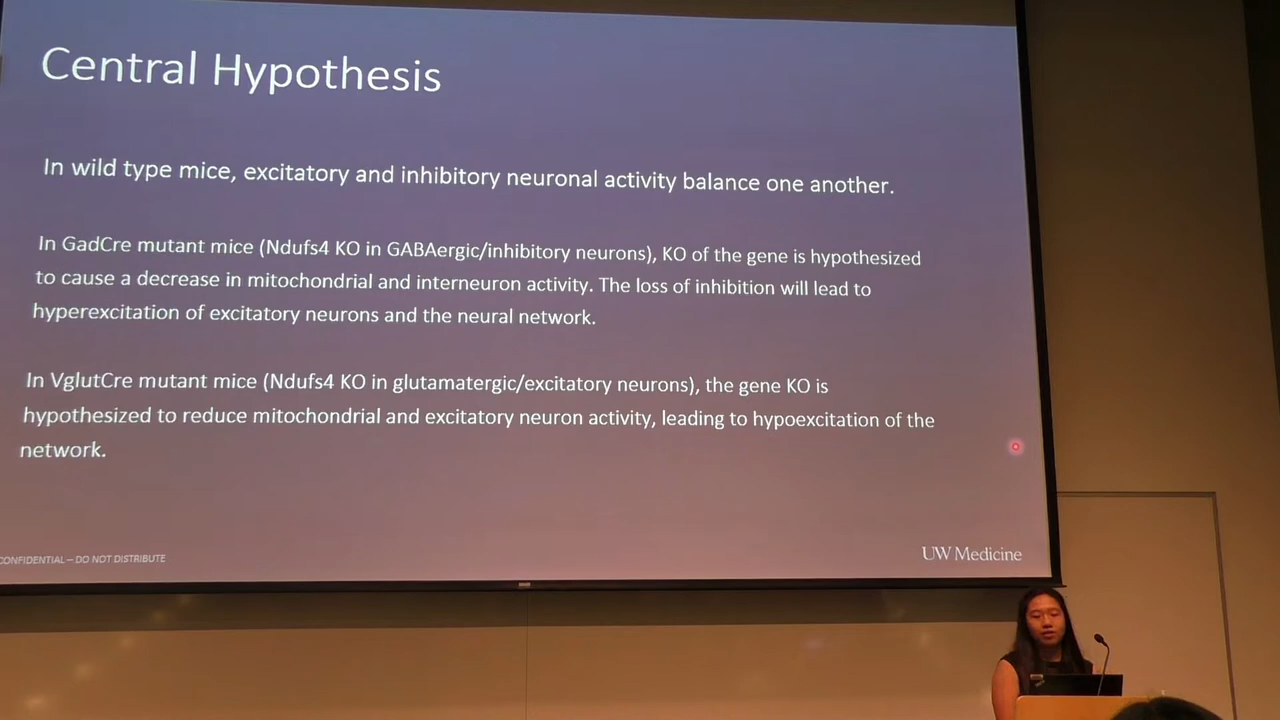 Central Hypothesis
In wild type mice, excitatory and inhibitory neuronal activity balance one another.
In GadCre mutant mice (Ndufs4 KO in GABAergic/inhibitory neurons), KO of the gene is hypothesized
to cause a decrease in mitochondrial and interneuron activity. The loss of inhibition will lead to
hyperexcitation of excitatory neurons and the neural network.
In VglutCre mutant mice (Ndufs4 KO in glutamatergic/excitatory neurons), the gene KO is
hypothesized to reduce mitochondrial and excitatory neuron activity, leading to hypoexcitation of the
network.
CONFIDENTIAL – DO NOT DISTRIBUTE
UW Medicine